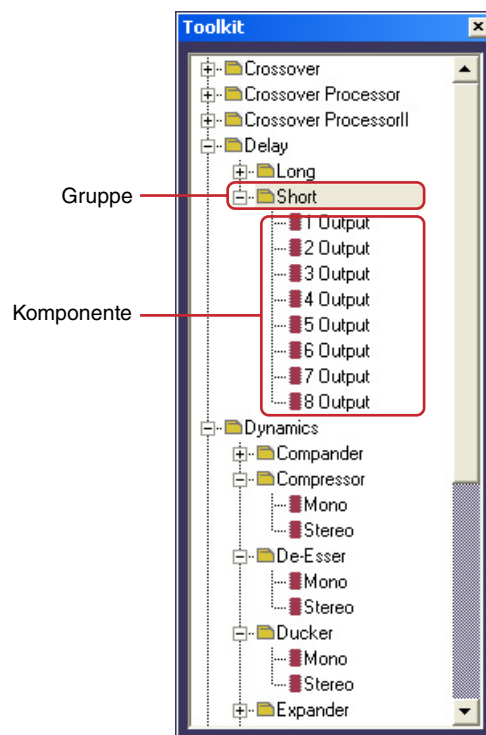 Toolkit
Crossover
Crossover Processor
Crossover ProcessorII
Delay
Long
Gruppe
Short
1 Output
2 Output
3 Output
4 Output
Komponente
5 Output
6 Output
7 Output
8 Output
Dynamics
Compander
Compressor
Mono
Stereo
De-Esser
Mono
Stereo
Ducker
Mono
Stereo
Expander